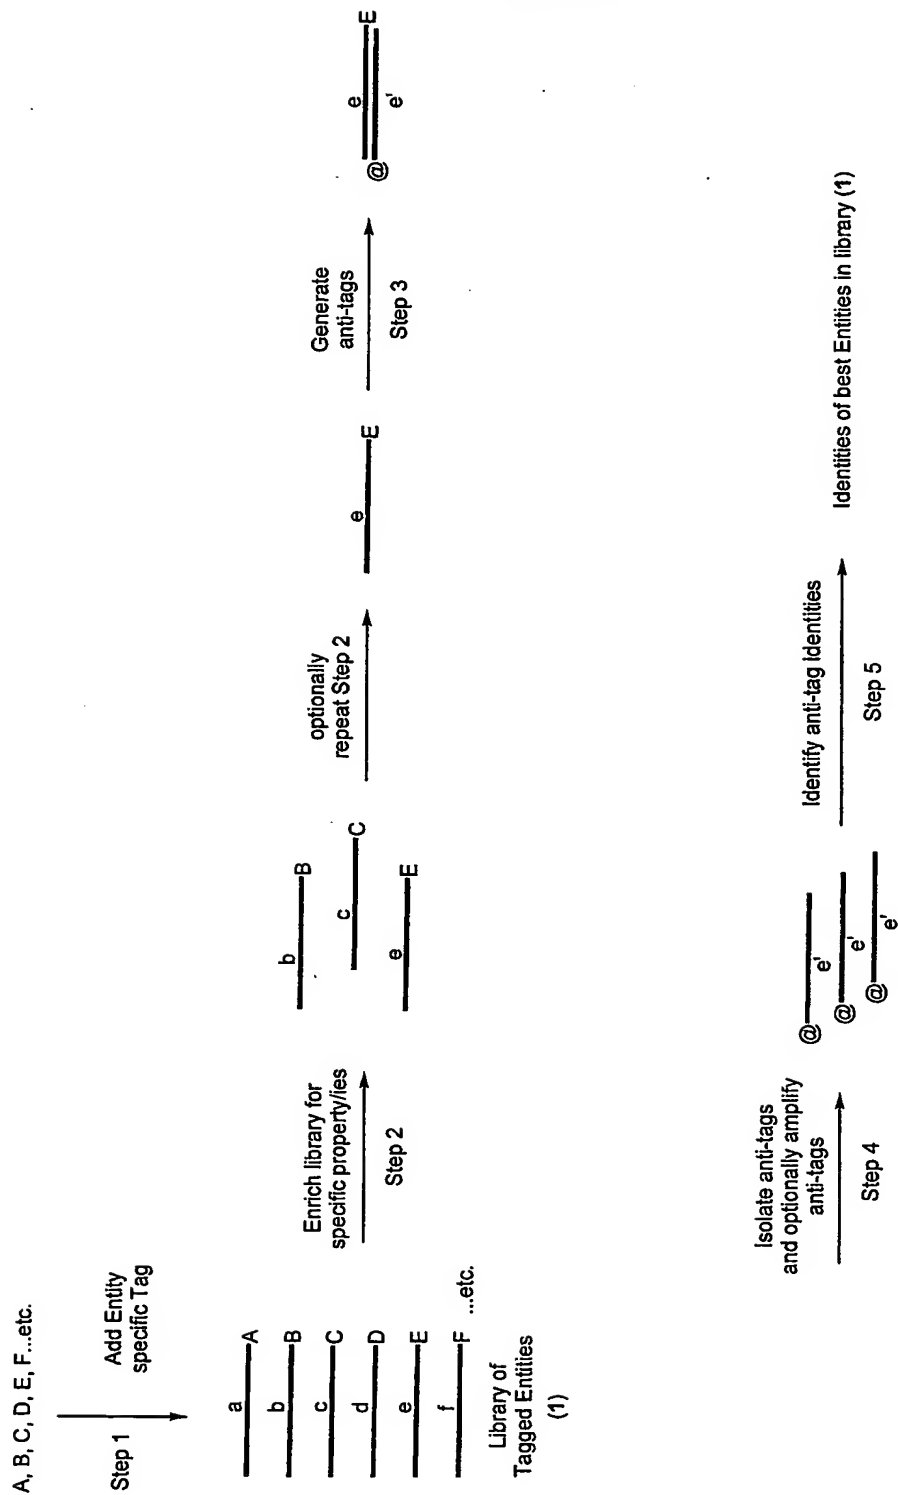 A, B, C, D, E, F...etc.
Step 1
Add Entity
specific Tag
a
A
b
B
c
C
d
D
e
E
f
F
...etc.
Library of
Tagged Entities
(1)
Enrich library for
specific property/ies
Step 2
b
B
c
C
e
E
optionally
repeat Step 2
e
E
Generate
anti-tags
Step 3
e
E
@
e'
Isolate anti-tags
and optionally amplify
anti-tags
Step 4
@
e'
@
e'
@
e'
Identify anti-tag Identities
Step 5
Identities of best Entities in library (1)